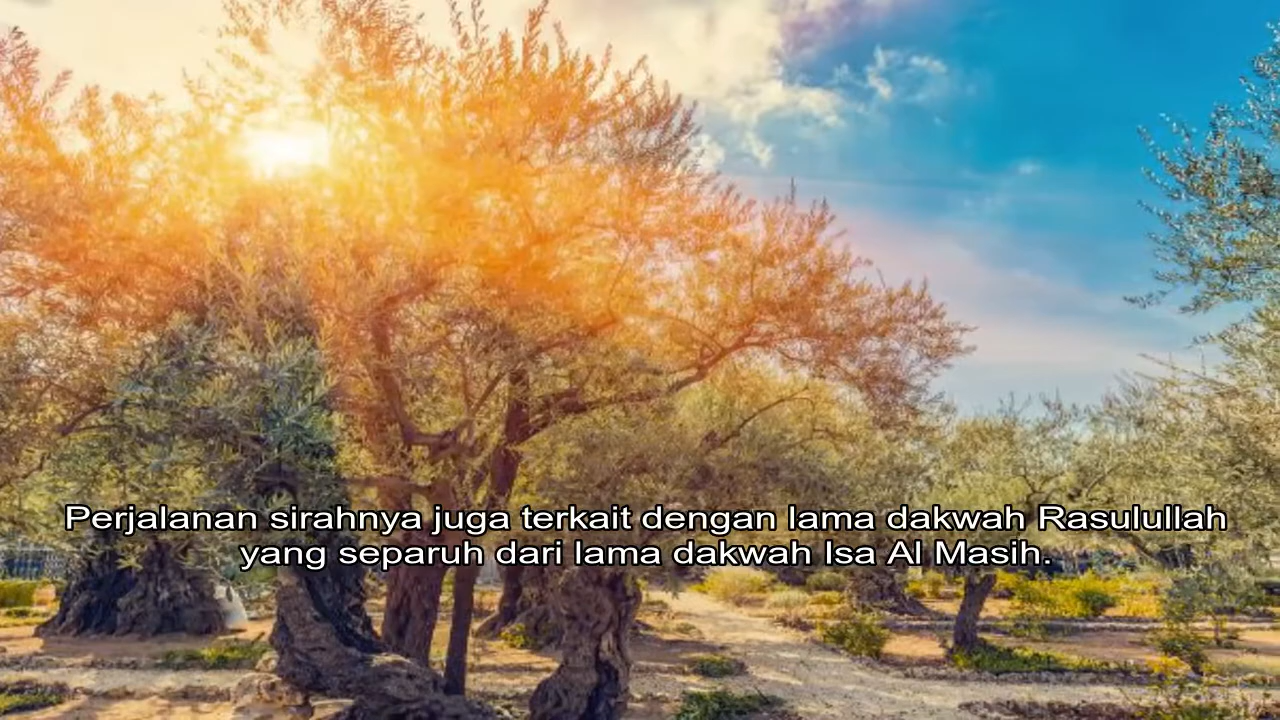 Perjalanan sirahnya juga terkait dengan lama dakwah Rasulullah
yang separuh dari lama dakwah Isa Al Masih.